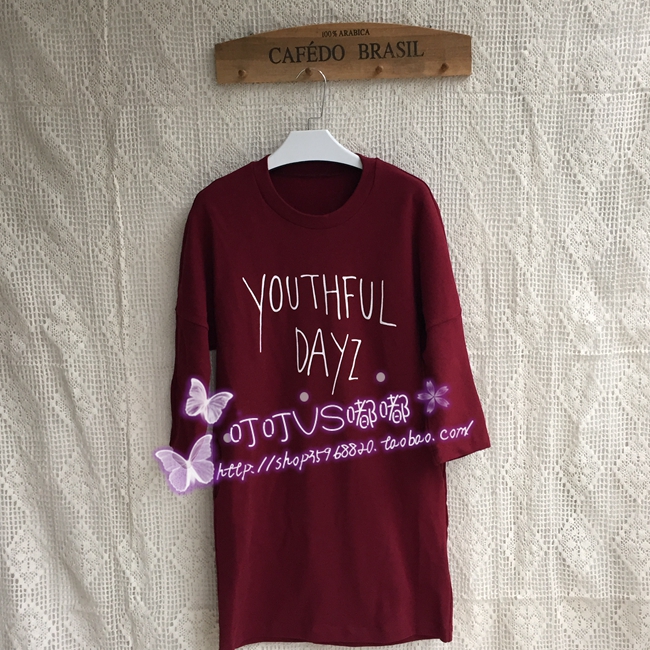 100% ARABICA
CAFÉDO BRASIL
YOUTHFUL
DAYZ
叮叮VS嘟嘟
http://shop35968820.taobao.com/